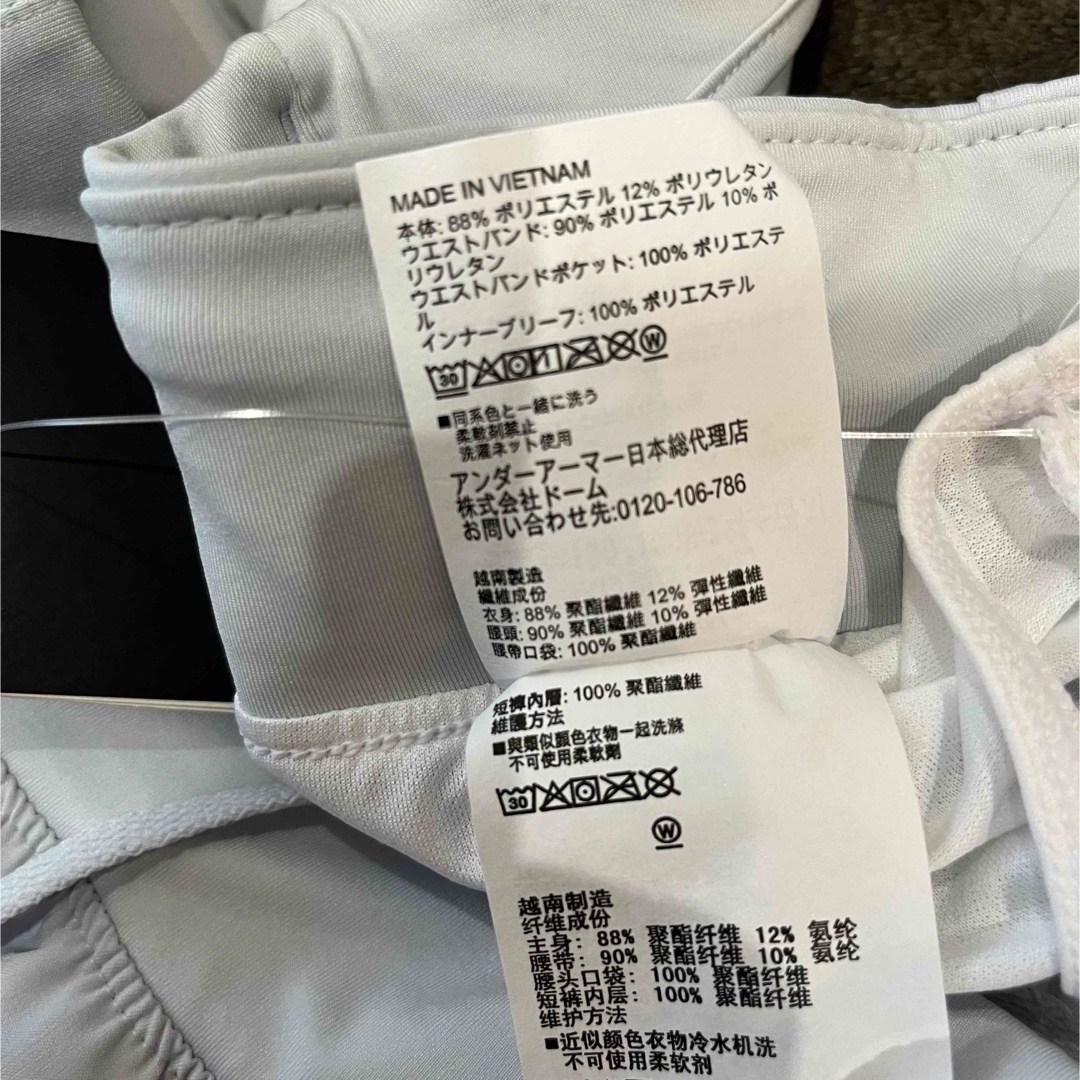 MADE IN VIETNAM
本体: 88% ポリエステル 12% ポリウレタン
ウエストバンド: 90% ポリエステル 10% ポ
リウレタン
ウエストバンドポケット: 100% ポリエステ
ル
インナーブリーフ: 100% ポリエステル
30 W
■同系色と一緒に洗う
柔軟剤禁止
洗濯ネット使用
アンダーアーマー日本総代理店
株式会社ドーム
お問い合わせ先:0120-106-786
越南製造
纖維成份
衣身: 88% 聚酯纖維 12% 彈性纖維
腰頭: 90% 聚酯纖維 10% 彈性纖維
腰帶口袋: 100% 聚酯纖維
短褲內層: 100% 聚酯纖維
維護方法
■與類似顏色衣物一起洗滌
不可使用柔軟劑
30
W
越南制造
纤维成份
主身: 88% 聚酯纤维 12% 氨纶
腰带: 90% 聚酯纤维 10% 氨纶
腰头口袋: 100% 聚酯纤维
短裤内层: 100% 聚酯纤维
维护方法
■近似颜色衣物冷水机洗
不可使用柔软剂